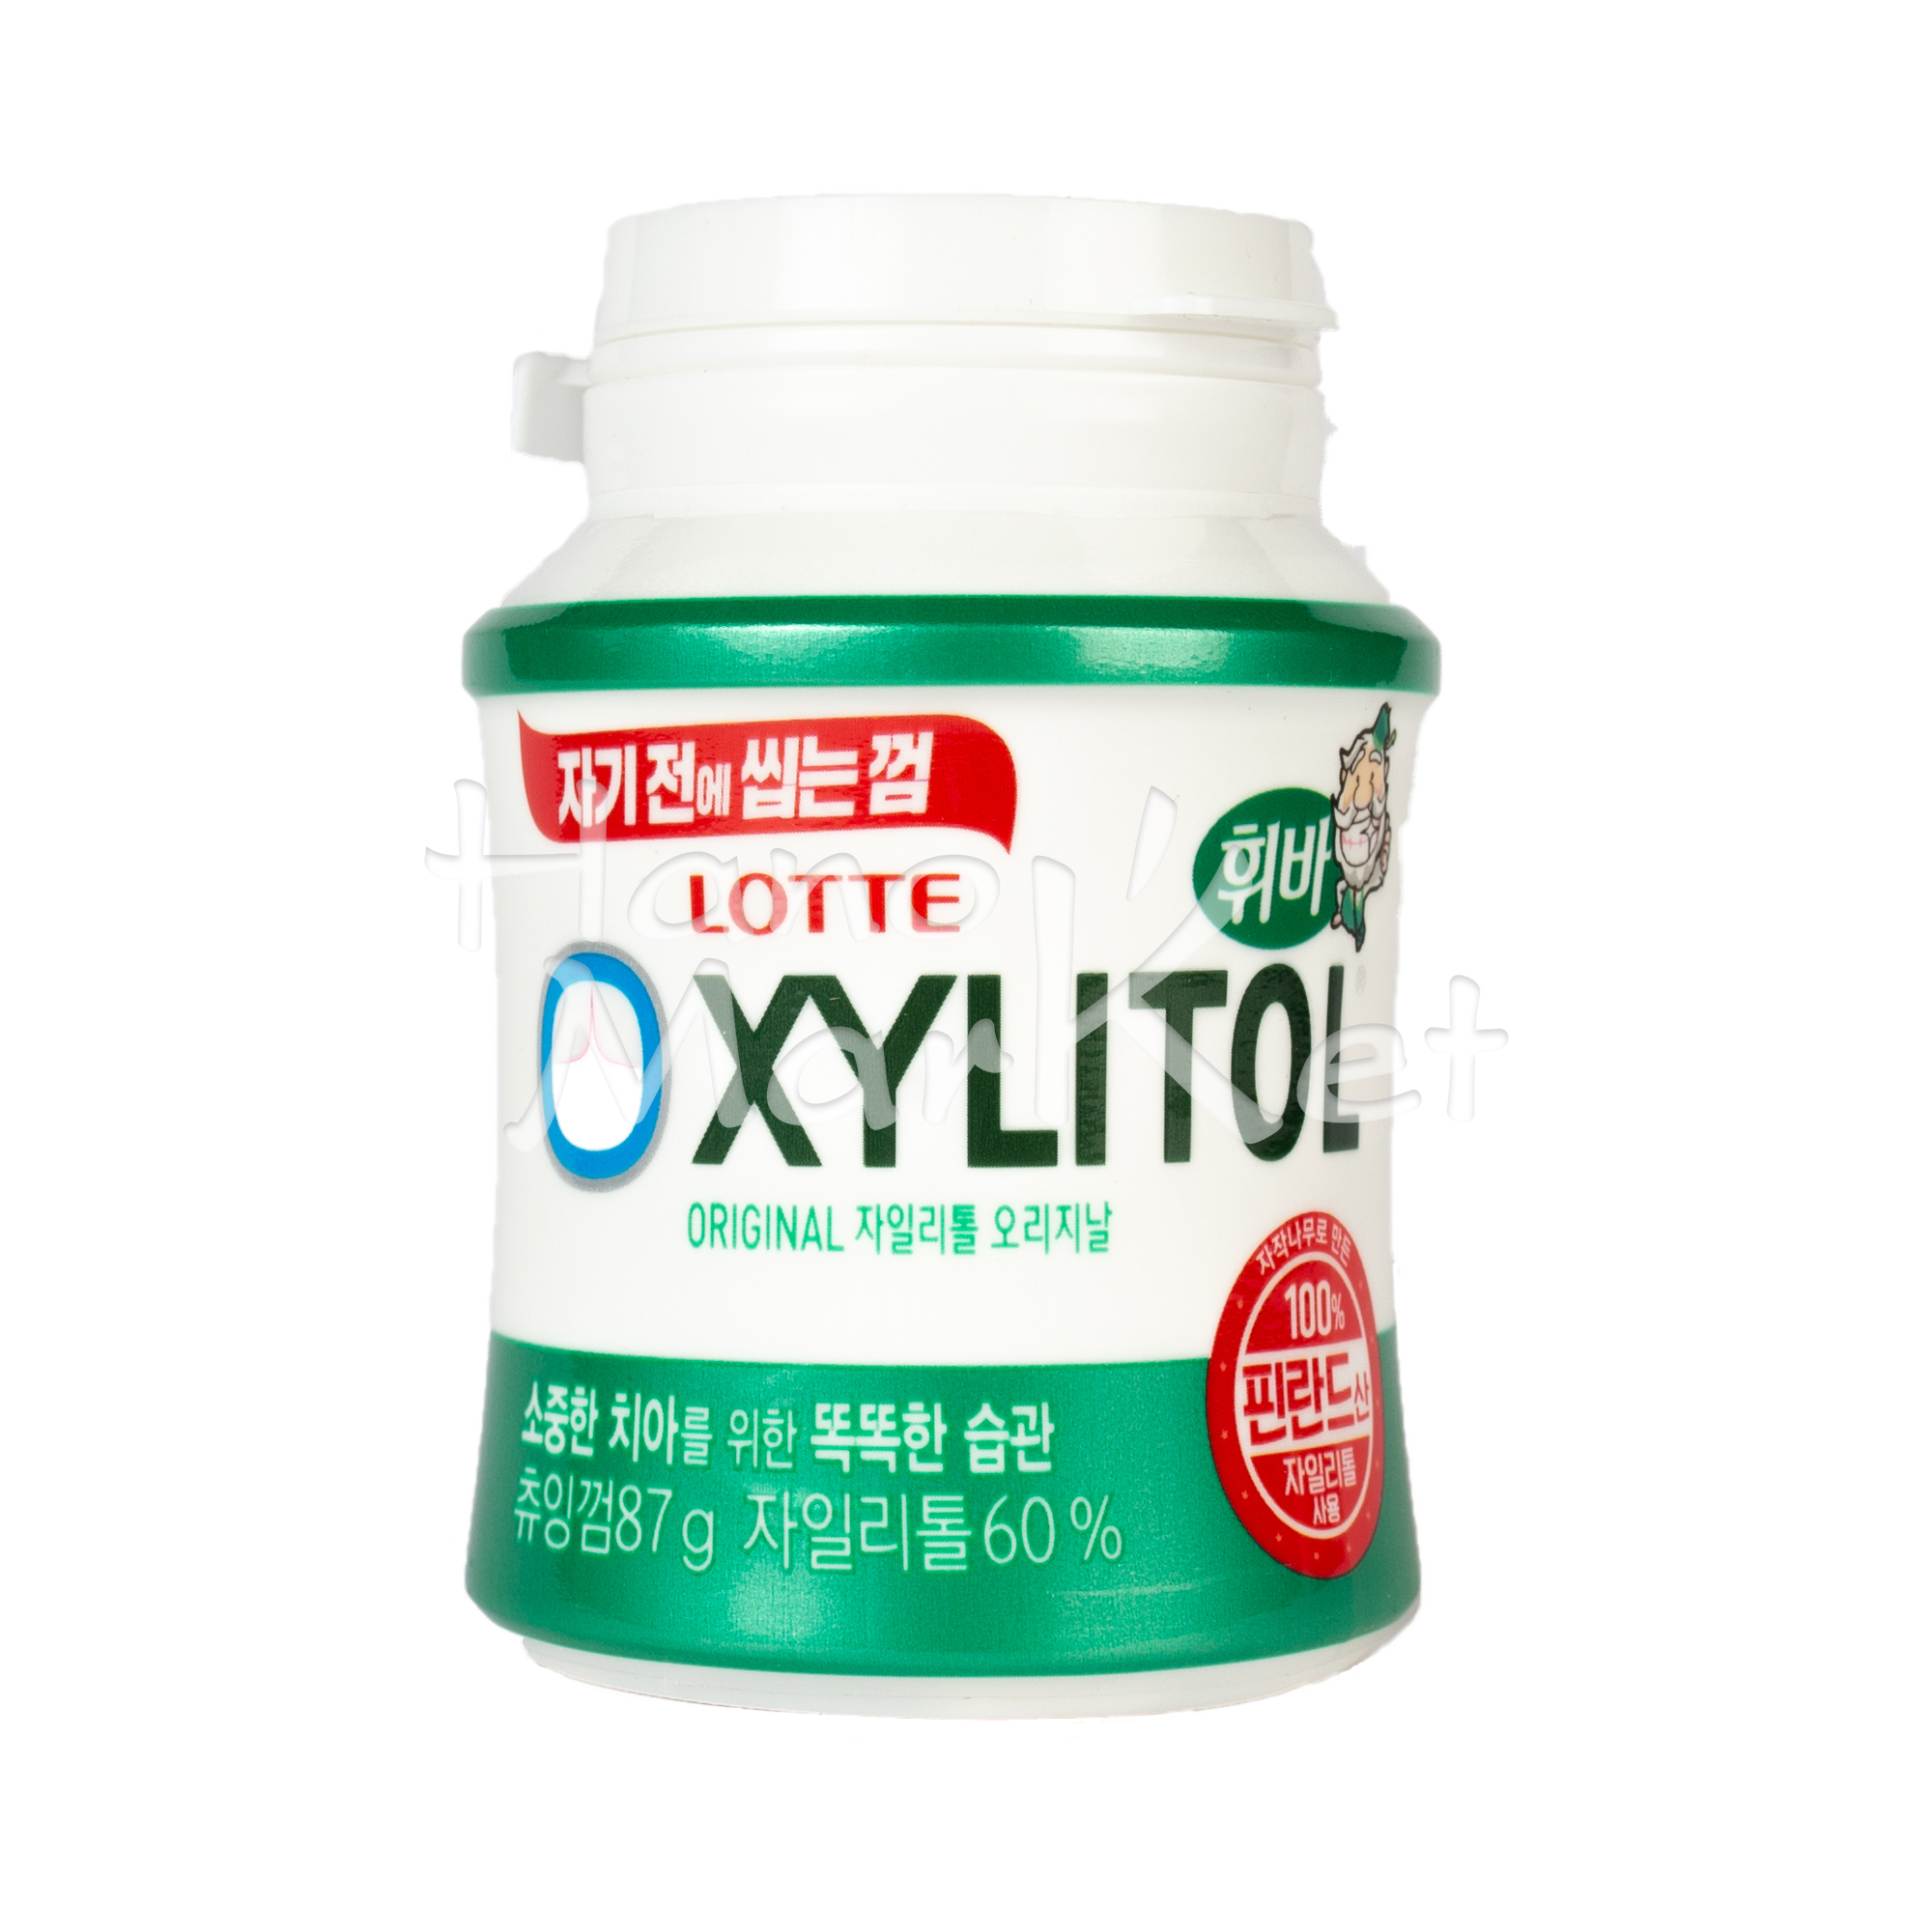 자기 전에 씹는 껌
휘바
LOTTE
XYLITOL®
ORIGINAL 자일리톨 오리지날
자작나무로 만든
100%
핀란드산
자일리톨
사용
소중한 치아를 위한 똑똑한 습관
츄잉껌87g 자일리톨60%
HanoK
MarKet